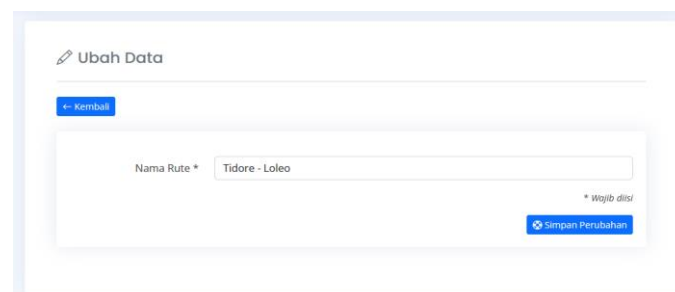 Ubah Data
← Kembali
Nama Rute * Tidore - Loleo
* Wajib diisi
Simpan Perubahan